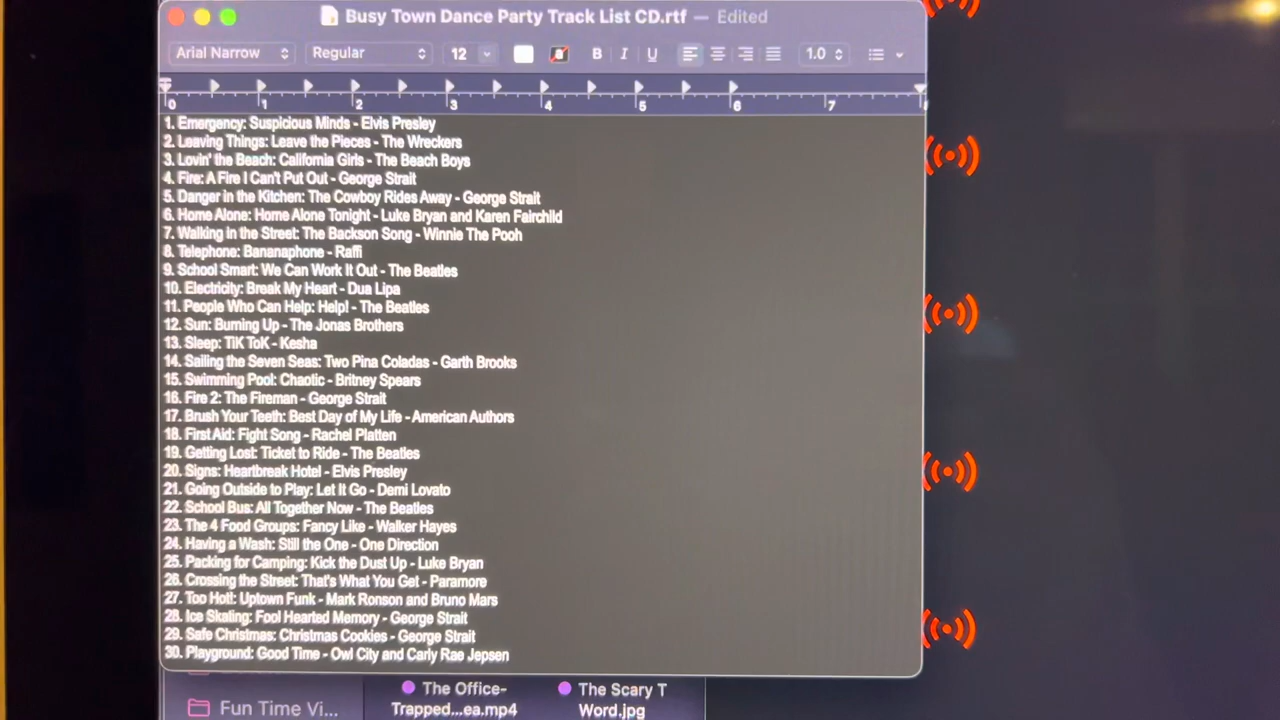 Busy Town Dance Party Track List CD.rtf — Edited
Arial Narrow Regular 12 B I U 1.0
0 1 2 3 4 5 6 7
1. Emergency: Suspicious Minds - Elvis Presley
2. Leaving Things: Leave the Pieces - The Wreckers
3. Lovin' the Beach: California Girls - The Beach Boys
4. Fire: A Fire I Can't Put Out - George Strait
5. Danger in the Kitchen: The Cowboy Rides Away - George Strait
6. Home Alone: Home Alone Tonight - Luke Bryan and Karen Fairchild
7. Walking in the Street: The Backson Song - Winnie The Pooh
8. Telephone: Bananaphone - Raffi
9. School Smart: We Can Work It Out - The Beatles
10. Electricity: Break My Heart - Dua Lipa
11. People Who Can Help: Help! - The Beatles
12. Sun: Burning Up - The Jonas Brothers
13. Sleep: TiK ToK - Kesha
14. Sailing the Seven Seas: Two Pina Coladas - Garth Brooks
15. Swimming Pool: Chaotic - Britney Spears
16. Fire 2: The Fireman - George Strait
17. Brush Your Teeth: Best Day of My Life - American Authors
18. First Aid: Fight Song - Rachel Platten
19. Getting Lost: Ticket to Ride - The Beatles
20. Signs: Heartbreak Hotel - Elvis Presley
21. Going Outside to Play: Let It Go - Demi Lovato
22. School Bus: All Together Now - The Beatles
23. The 4 Food Groups: Fancy Like - Walker Hayes
24. Having a Wash: Still the One - One Direction
25. Packing for Camping: Kick the Dust Up - Luke Bryan
26. Crossing the Street: That's What You Get - Paramore
27. Too Hot!: Uptown Funk - Mark Ronson and Bruno Mars
28. Ice Skating: Fool Hearted Memory - George Strait
29. Safe Christmas: Christmas Cookies - George Strait
30. Playground: Good Time - Owl City and Carly Rae Jepsen
The Office-
Trapped...ea.mp4
The Scary T
Word.jpg
Fun Time Vi...